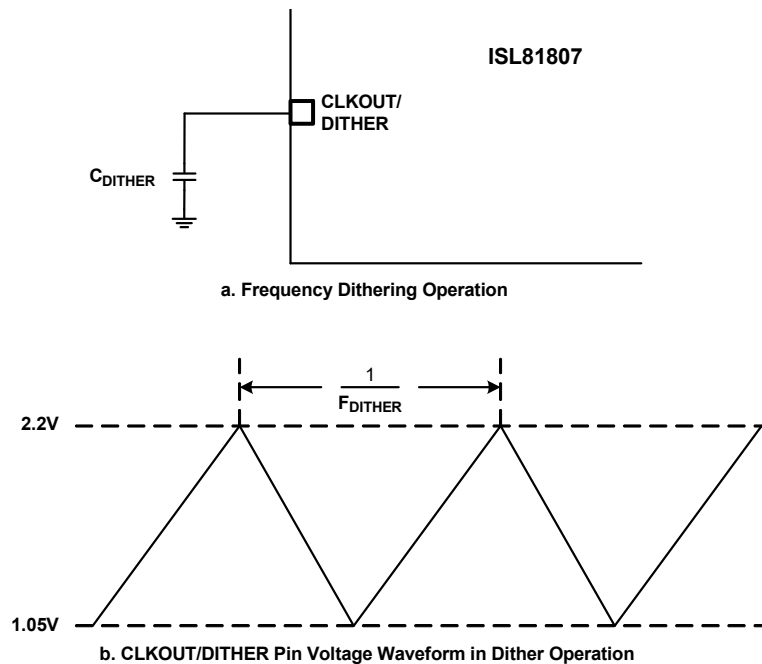 ISL81807
CLKOUT/
DITHER
CDITHER
a. Frequency Dithering Operation
1
FDITHER
2.2V
1.05V
b. CLKOUT/DITHER Pin Voltage Waveform in Dither Operation